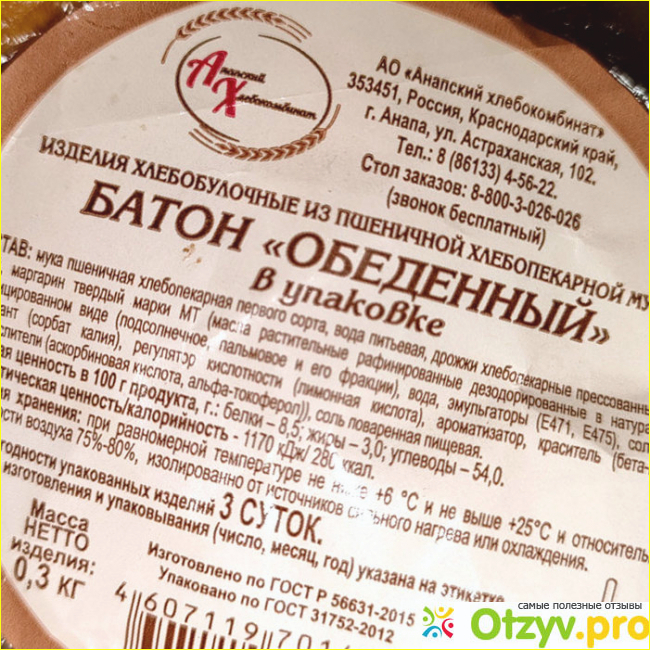 Анапский
Хлебокомбинат
АО «Анапский хлебокомбинат»
353451, Россия, Краснодарский край,
г. Анапа, ул. Астраханская, 102.
Тел.: 8 (86133) 4-56-22.
Стол заказов: 8-800-3-026-026
(звонок бесплатный)
ИЗДЕЛИЯ ХЛЕБОБУЛОЧНЫЕ ИЗ ПШЕНИЧНОЙ ХЛЕБОПЕКАРНОЙ МУ
БАТОН «ОБЕДЕННЫЙ»
в упаковке
ТАВ: мука пшеничная хлебопекарная первого сорта, вода питьевая, дрожжи хлебопекарные прессованны
маргарин твердый марки МТ (масла растительные рафинированные дезодорированные в натура
ицированном виде (подсолнечное, пальмовое и его фракции), вода, эмульгаторы (Е471, Е475), сол
ант (сорбат калия), регулятор кислотности (лимонная кислота), ароматизатор, краситель (бета-
слители (аскорбиновая кислота, альфа-токоферол)), соль поваренная пищевая.
ая ценность в 100 г продукта, г.: белки – 8,5; жиры – 3,0; углеводы – 54,0.
тическая ценность/калорийность - 1170 кДж/ 280 ккал.
ия хранения: при равномерной температуре не ниже +6 °С и не выше +25°С и относитель
ости воздуха 75%-80%, изолированно от источников сильного нагрева или охлаждения.
годности упакованных изделий 3 СУТОК.
изготовления и упаковывания (число, месяц, год) указана на этикетке
Масса
НЕТТО
изделия:
0,3 КГ
Изготовлено по ГОСТ Р 56631-2015
Упаковано по ГОСТ 31752-2012
4 607119 701
самые полезные отзывы
Otzyv.pro